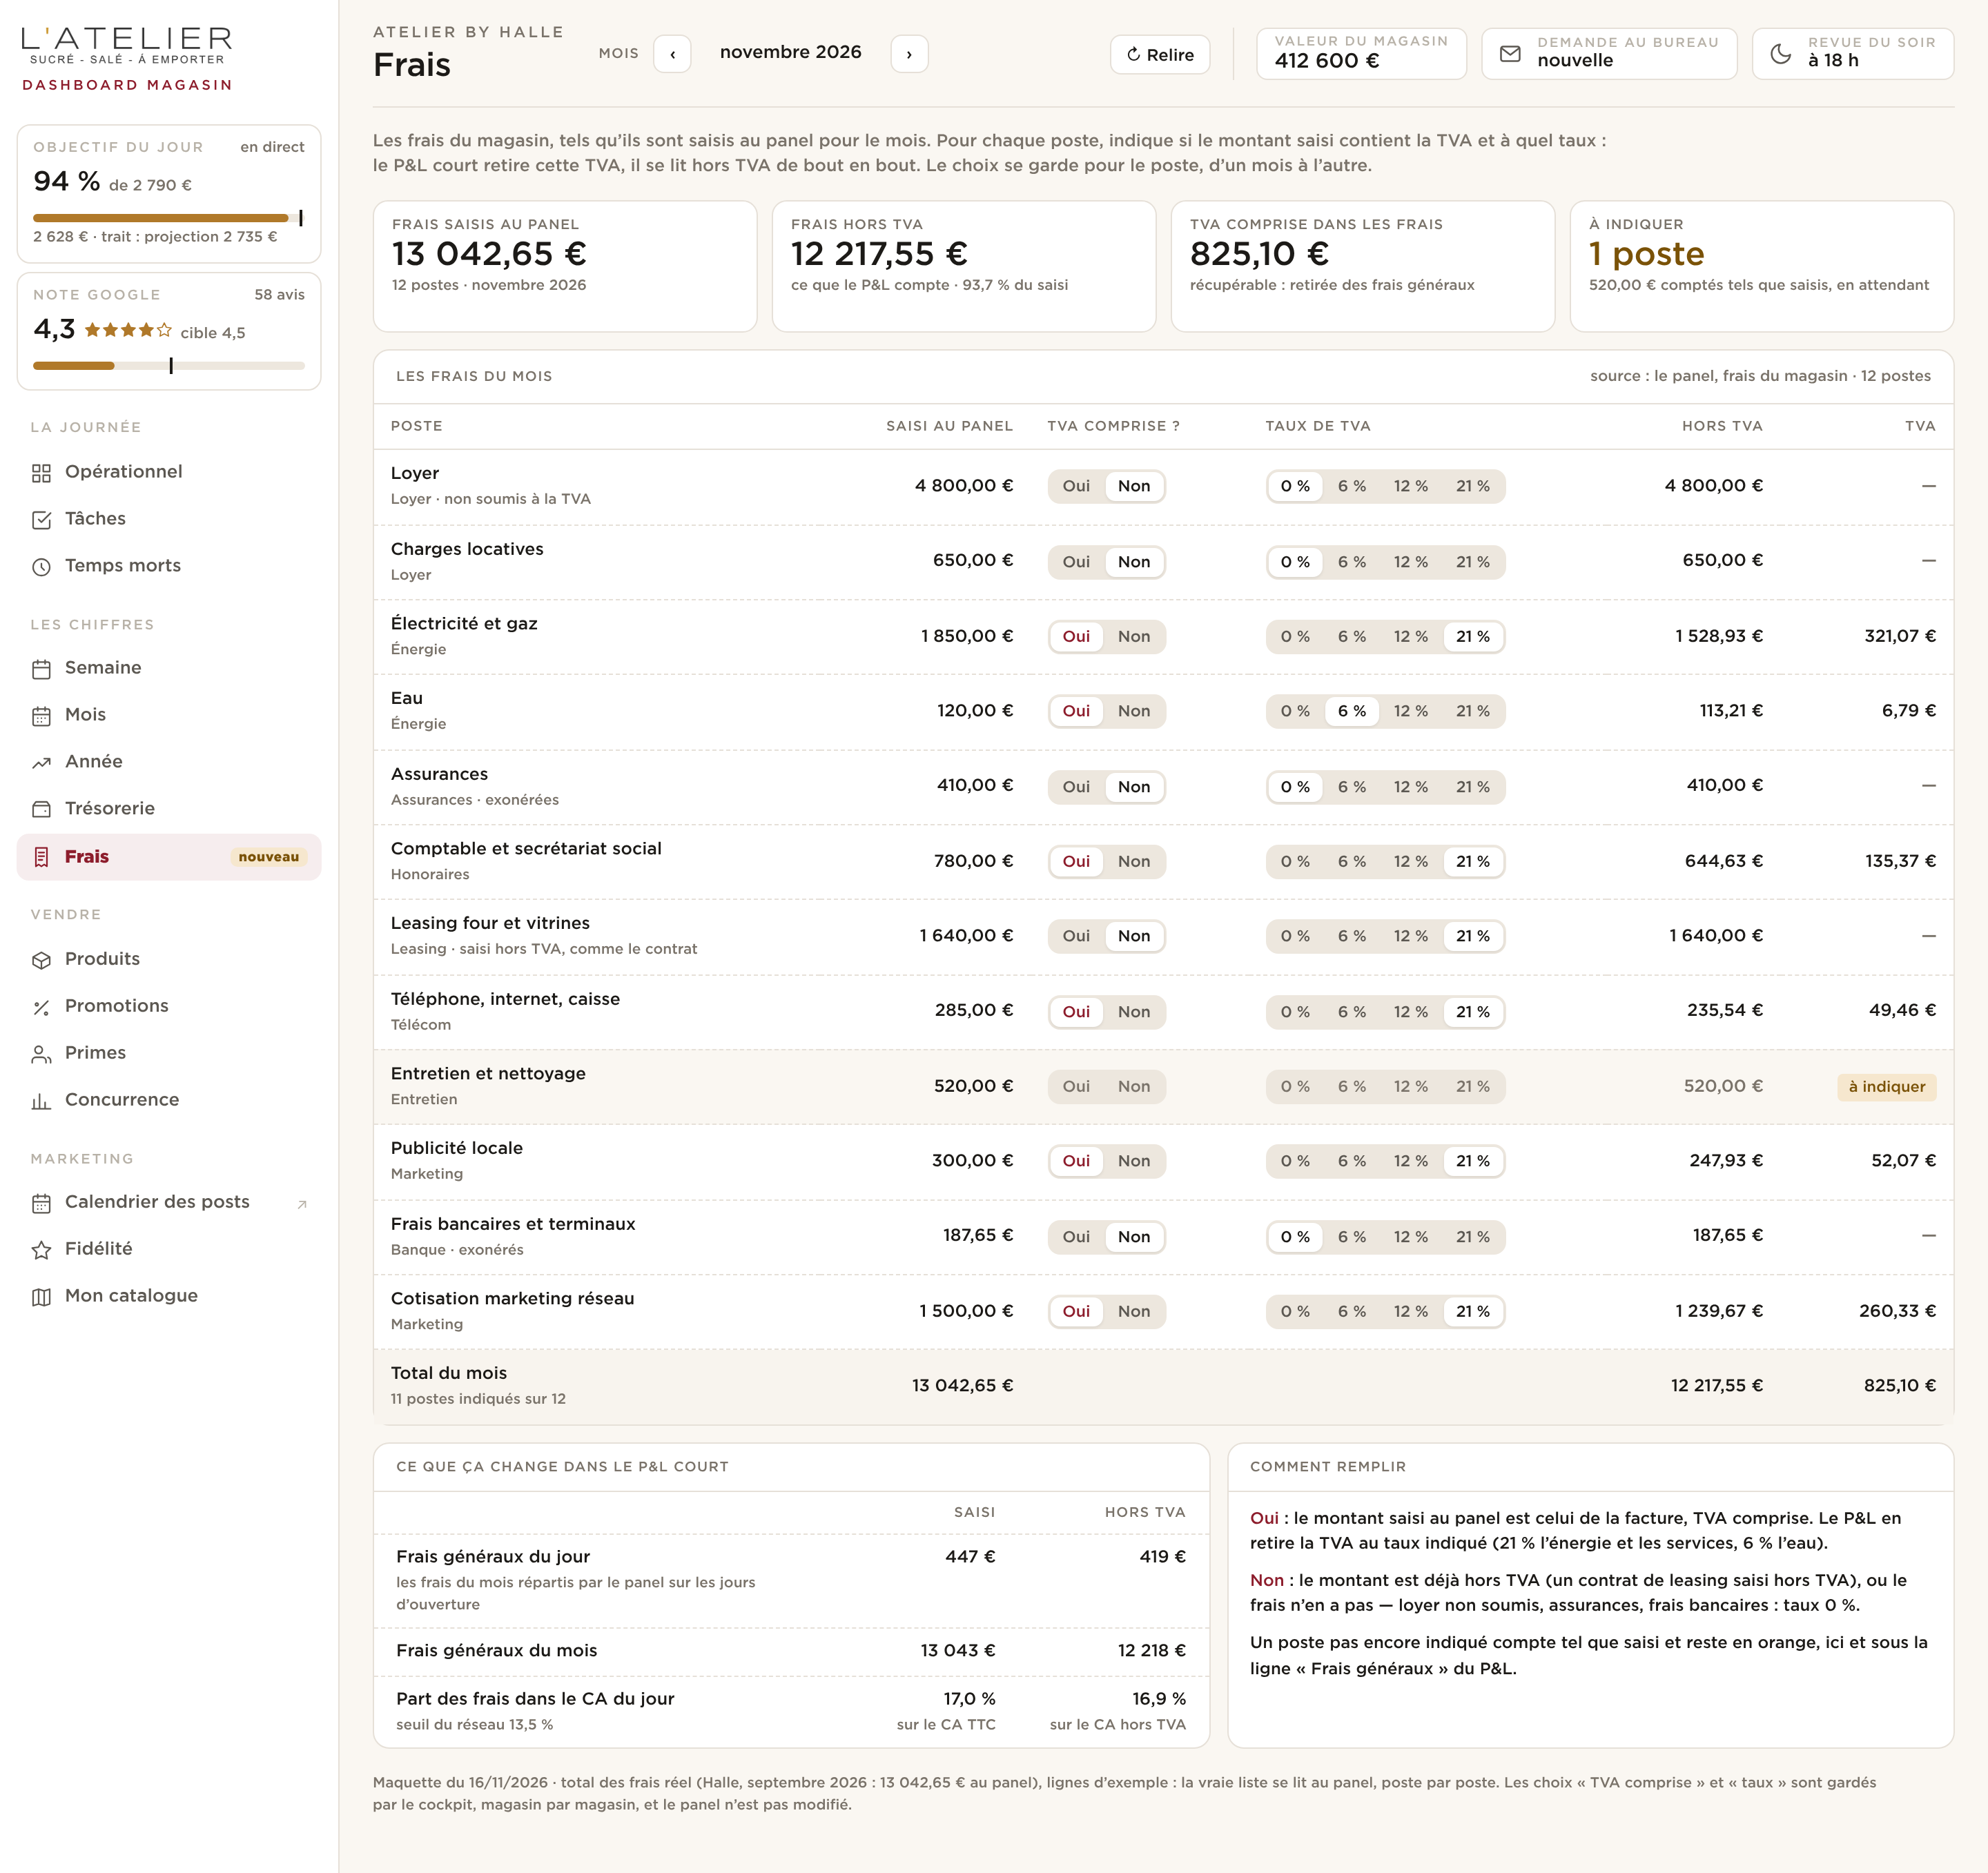 L'ATELIER
SUCRÉ - SALÉ - À EMPORTER
DASHBOARD MAGASIN
OBJECTIF DU JOUR en direct
94 % de 2 790 €
2 628 € · trait : projection 2 735 €
NOTE GOOGLE 58 avis
4,3 cible 4,5
LA JOURNÉE
Opérationnel
Tâches
Temps morts
LES CHIFFRES
Semaine
Mois
Année
Trésorerie
Frais nouveau
VENDRE
Produits
Promotions
Primes
Concurrence
MARKETING
Calendrier des posts
Fidélité
Mon catalogue
ATELIER BY HALLE
Frais
MOIS ‹ novembre 2026 ›
Relire
VALEUR DU MAGASIN
412 600 €
DEMANDE AU BUREAU
nouvelle
REVUE DU SOIR
à 18 h
Les frais du magasin, tels qu’ils sont saisis au panel pour le mois. Pour chaque poste, indique si le montant saisi contient la TVA et à quel taux :
le P&L court retire cette TVA, il se lit hors TVA de bout en bout. Le choix se garde pour le poste, d’un mois à l’autre.
FRAIS SAISIS AU PANEL
13 042,65 €
12 postes · novembre 2026
FRAIS HORS TVA
12 217,55 €
ce que le P&L compte · 93,7 % du saisi
TVA COMPRISE DANS LES FRAIS
825,10 €
récupérable : retirée des frais généraux
À INDIQUER
1 poste
520,00 € comptés tels que saisis, en attendant
LES FRAIS DU MOIS source : le panel, frais du magasin · 12 postes
POSTE SAISI AU PANEL TVA COMPRISE ? TAUX DE TVA HORS TVA TVA
Loyer
Loyer · non soumis à la TVA
4 800,00 € Oui Non 0 % 6 % 12 % 21 % 4 800,00 € —
Charges locatives
Loyer
650,00 € Oui Non 0 % 6 % 12 % 21 % 650,00 € —
Électricité et gaz
Énergie
1 850,00 € Oui Non 0 % 6 % 12 % 21 % 1 528,93 € 321,07 €
Eau
Énergie
120,00 € Oui Non 0 % 6 % 12 % 21 % 113,21 € 6,79 €
Assurances
Assurances · exonérées
410,00 € Oui Non 0 % 6 % 12 % 21 % 410,00 € —
Comptable et secrétariat social
Honoraires
780,00 € Oui Non 0 % 6 % 12 % 21 % 644,63 € 135,37 €
Leasing four et vitrines
Leasing · saisi hors TVA, comme le contrat
1 640,00 € Oui Non 0 % 6 % 12 % 21 % 1 640,00 € —
Téléphone, internet, caisse
Télécom
285,00 € Oui Non 0 % 6 % 12 % 21 % 235,54 € 49,46 €
Entretien et nettoyage
Entretien
520,00 € Oui Non 0 % 6 % 12 % 21 % 520,00 € à indiquer
Publicité locale
Marketing
300,00 € Oui Non 0 % 6 % 12 % 21 % 247,93 € 52,07 €
Frais bancaires et terminaux
Banque · exonérés
187,65 € Oui Non 0 % 6 % 12 % 21 % 187,65 € —
Cotisation marketing réseau
Marketing
1 500,00 € Oui Non 0 % 6 % 12 % 21 % 1 239,67 € 260,33 €
Total du mois
11 postes indiqués sur 12
13 042,65 € 12 217,55 € 825,10 €
CE QUE ÇA CHANGE DANS LE P&L COURT
SAISI HORS TVA
Frais généraux du jour 447 € 419 €
les frais du mois répartis par le panel sur les jours
d’ouverture
Frais généraux du mois 13 043 € 12 218 €
Part des frais dans le CA du jour 17,0 % 16,9 %
seuil du réseau 13,5 % sur le CA TTC sur le CA hors TVA
COMMENT REMPLIR
Oui : le montant saisi au panel est celui de la facture, TVA comprise. Le P&L en
retire la TVA au taux indiqué (21 % l’énergie et les services, 6 % l’eau).
Non : le montant est déjà hors TVA (un contrat de leasing saisi hors TVA), ou le
frais n’en a pas — loyer non soumis, assurances, frais bancaires : taux 0 %.
Un poste pas encore indiqué compte tel que saisi et reste en orange, ici et sous la
ligne « Frais généraux » du P&L.
Maquette du 16/11/2026 · total des frais réel (Halle, septembre 2026 : 13 042,65 € au panel), lignes d’exemple : la vraie liste se lit au panel, poste par poste. Les choix « TVA comprise » et « taux » sont gardés
par le cockpit, magasin par magasin, et le panel n’est pas modifié.